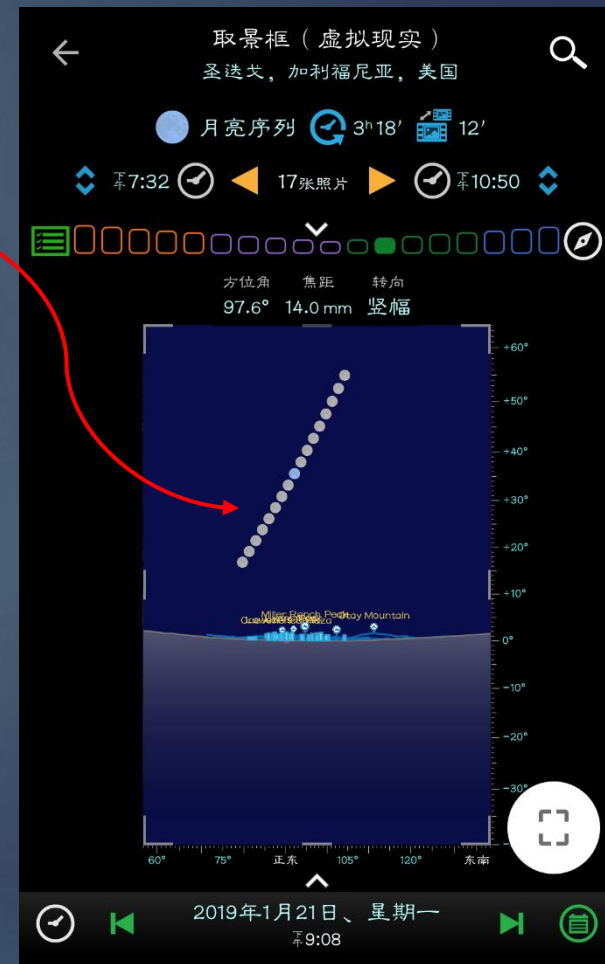 取景框（虚拟现实）
圣迭戈，加利福尼亚，美国
月亮序列 3h18′ 12′
下午7:32 17张照片 下午10:50
方位角 焦距 转向
97.6° 14.0 mm 竖幅
+60°
+50°
+40°
+30°
+20°
+10°
Miller Ranch Peak Otay Mountain
0°
-10°
-20°
-30°
60° 75° 正东 105° 120° 东南
2019年1月21日、星期一
下午9:08